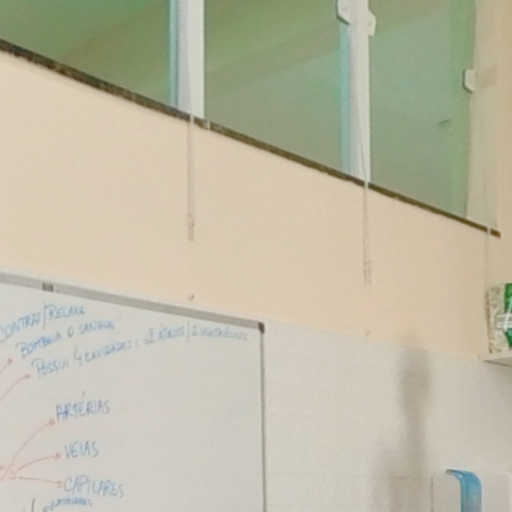 CONTRAI/RELAXA
BOMBEIA O SANGUE
POSSUI 4 CAVIDADES: 2 ÁTRIOS/2 VENTRÍCULOS
ARTÉRIAS
VEIAS
CAPILARES